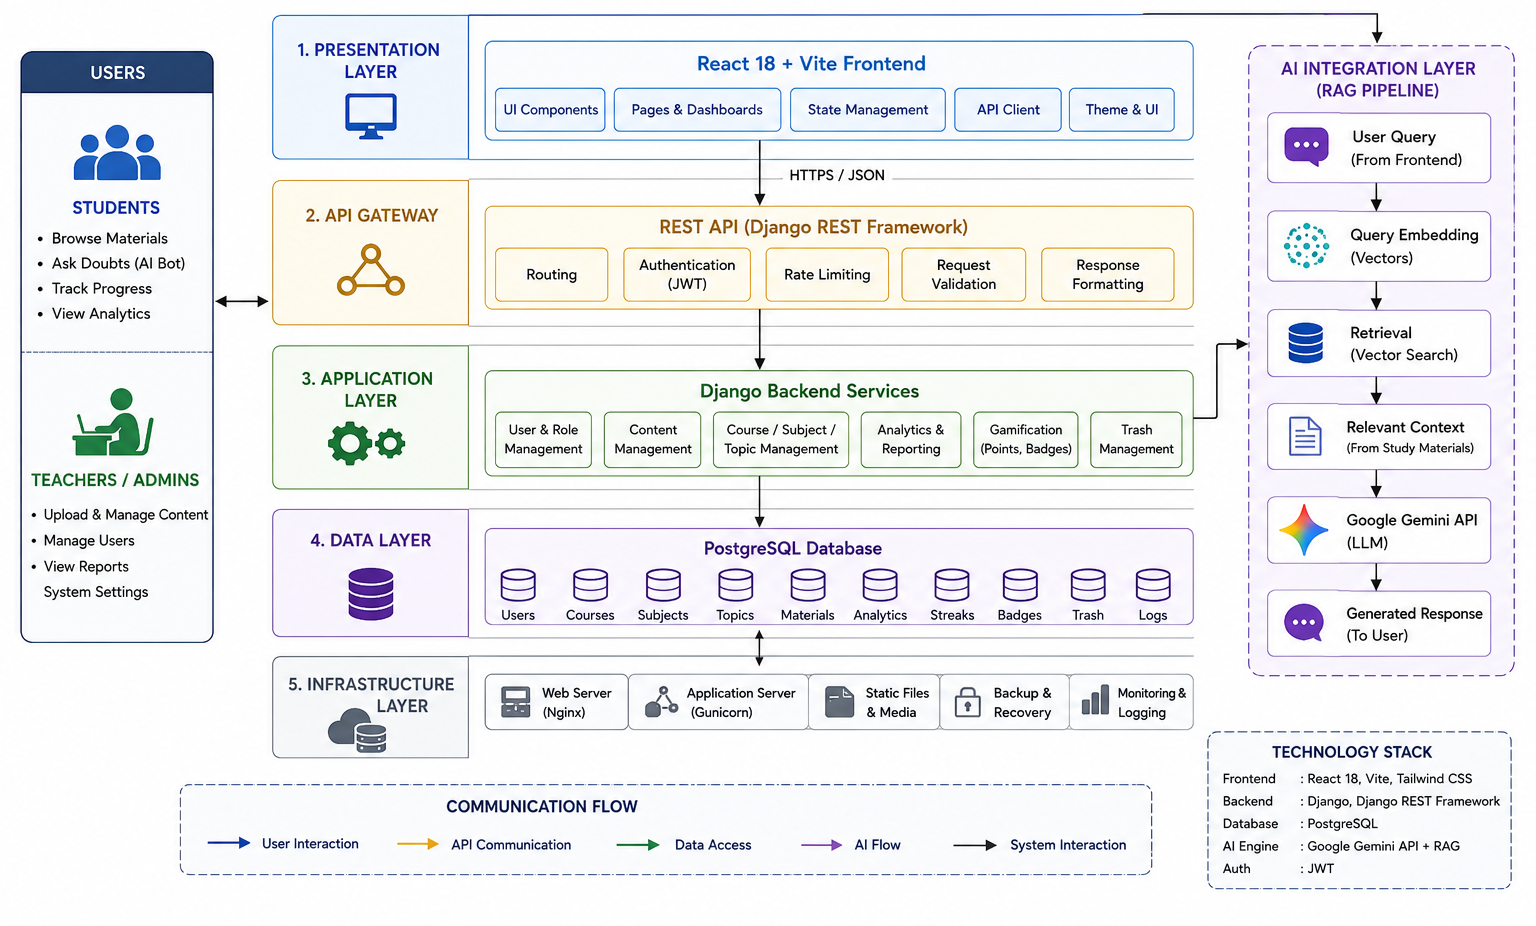 USERS
STUDENTS
• Browse Materials
• Ask Doubts (AI Bot)
• Track Progress
• View Analytics
TEACHERS / ADMINS
• Upload & Manage Content
• Manage Users
• View Reports
System Settings
1. PRESENTATION
LAYER
React 18 + Vite Frontend
UI Components
Pages & Dashboards
State Management
API Client
Theme & UI
HTTPS / JSON
2. API GATEWAY
REST API (Django REST Framework)
Routing
Authentication
(JWT)
Rate Limiting
Request
Validation
Response
Formatting
3. APPLICATION
LAYER
Django Backend Services
User & Role
Management
Content
Management
Course / Subject /
Topic Management
Analytics &
Reporting
Gamification
(Points, Badges)
Trash
Management
4. DATA LAYER
PostgreSQL Database
Users
Courses
Subjects
Topics
Materials
Analytics
Streaks
Badges
Trash
Logs
5. INFRASTRUCTURE
LAYER
Web Server
(Nginx)
Application Server
(Gunicorn)
Static Files
& Media
Backup &
Recovery
Monitoring &
Logging
AI INTEGRATION LAYER
(RAG PIPELINE)
User Query
(From Frontend)
Query Embedding
(Vectors)
Retrieval
(Vector Search)
Relevant Context
(From Study Materials)
Google Gemini API
(LLM)
Generated Response
(To User)
COMMUNICATION FLOW
User Interaction
API Communication
Data Access
AI Flow
System Interaction
TECHNOLOGY STACK
Frontend : React 18, Vite, Tailwind CSS
Backend : Django, Django REST Framework
Database : PostgreSQL
AI Engine : Google Gemini API + RAG
Auth : JWT